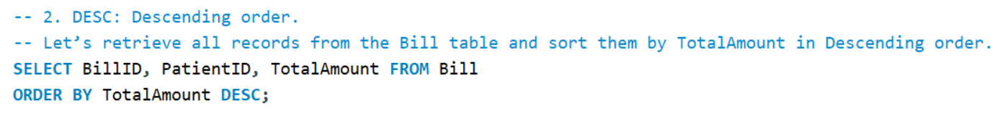 -- 2. DESC: Descending order.
-- Let’s retrieve all records from the Bill table and sort them by TotalAmount in Descending order.
SELECT BillID, PatientID, TotalAmount FROM Bill
ORDER BY TotalAmount DESC;